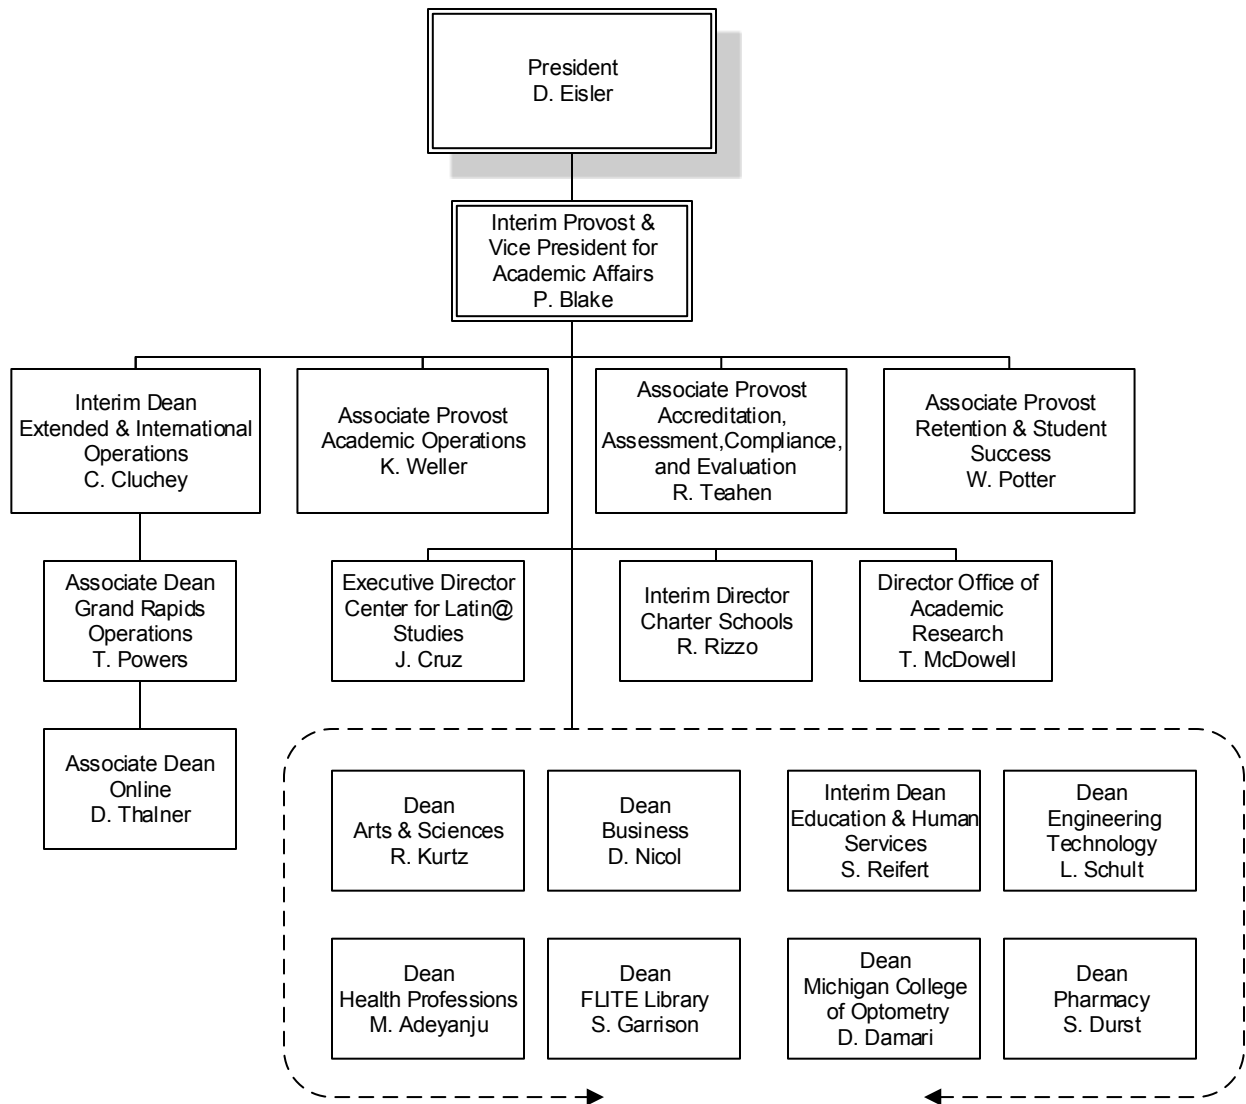 President
D. Eisler
Interim Provost &
Vice President for
Academic Affairs
P. Blake
Interim Dean
Extended & International
Operations
C. Cluchey
Associate Provost
Academic Operations
K. Weller
Associate Provost
Accreditation,
Assessment,Compliance,
and Evaluation
R. Teahen
Associate Provost
Retention & Student
Success
W. Potter
Associate Dean
Grand Rapids
Operations
T. Powers
Executive Director
Center for Latin@
Studies
J. Cruz
Interim Director
Charter Schools
R. Rizzo
Director Office of
Academic
Research
T. McDowell
Associate Dean
Online
D. Thalner
Dean
Arts & Sciences
R. Kurtz
Dean
Business
D. Nicol
Interim Dean
Education & Human
Services
S. Reifert
Dean
Engineering
Technology
L. Schult
Dean
Health Professions
M. Adeyanju
Dean
FLITE Library
S. Garrison
Dean
Michigan College
of Optometry
D. Damari
Dean
Pharmacy
S. Durst